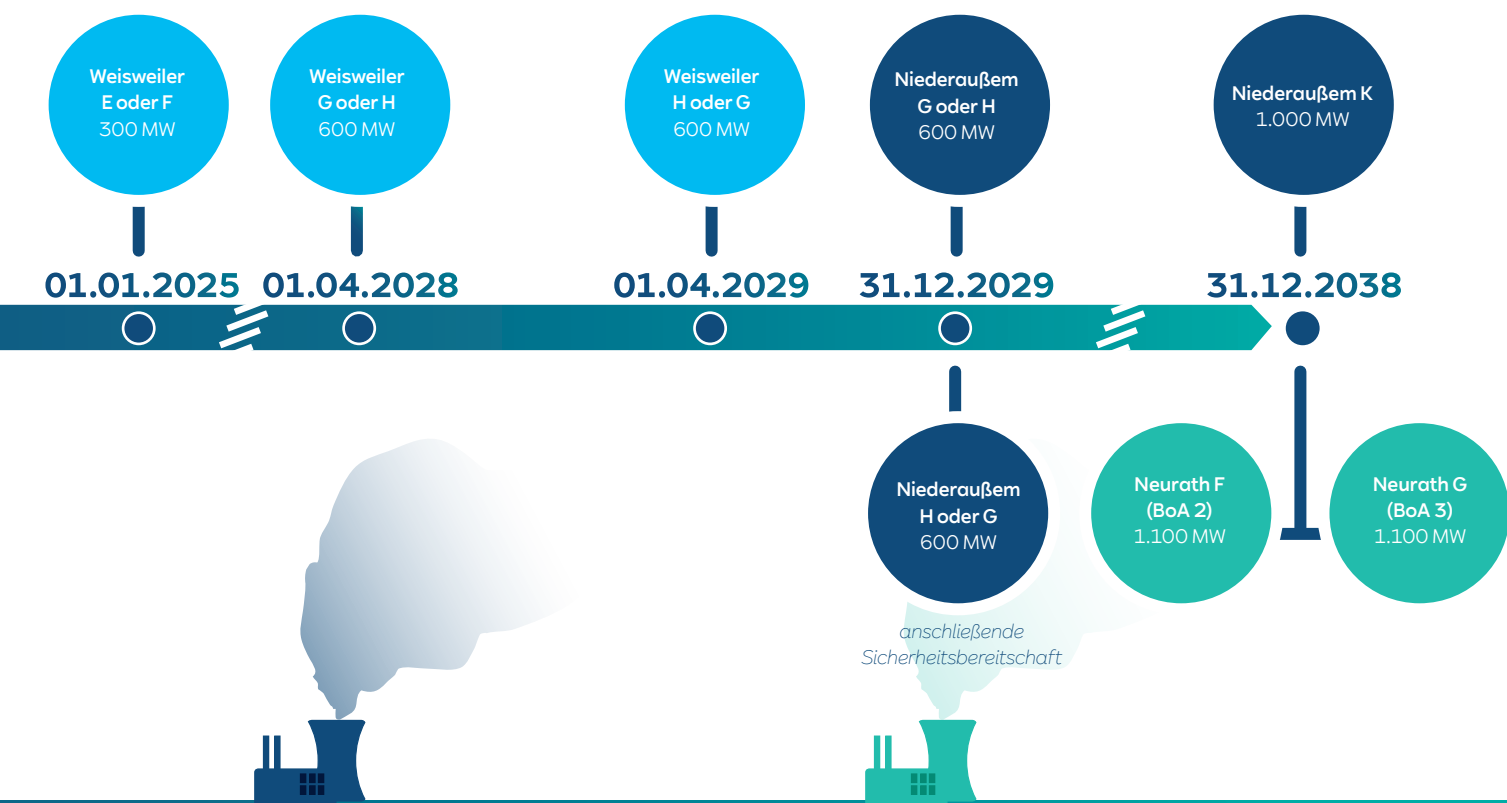 Weisweiler
E oder F
300 MW
Weisweiler
G oder H
600 MW
Weisweiler
H oder G
600 MW
Niederaußem
G oder H
600 MW
Niederaußem K
1.000 MW
01.01.2025
01.04.2028
01.04.2029
31.12.2029
31.12.2038
Niederaußem
H oder G
600 MW
anschließende
Sicherheitsbereitschaft
Neurath F
(BoA 2)
1.100 MW
Neurath G
(BoA 3)
1.100 MW